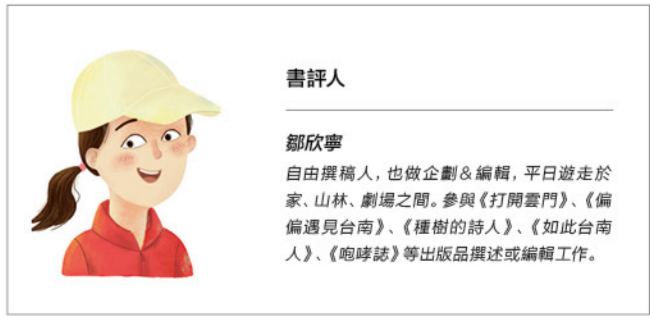 書評人
鄒欣寧
自由撰稿人，也做企劃&編輯，平日遊走於
家、山林、劇場之間。參與《打開雲門》、《偏
偏遇見台南》、《種樹的詩人》、《如此台南
人》、《咆哮誌》等出版品撰述或編輯工作。